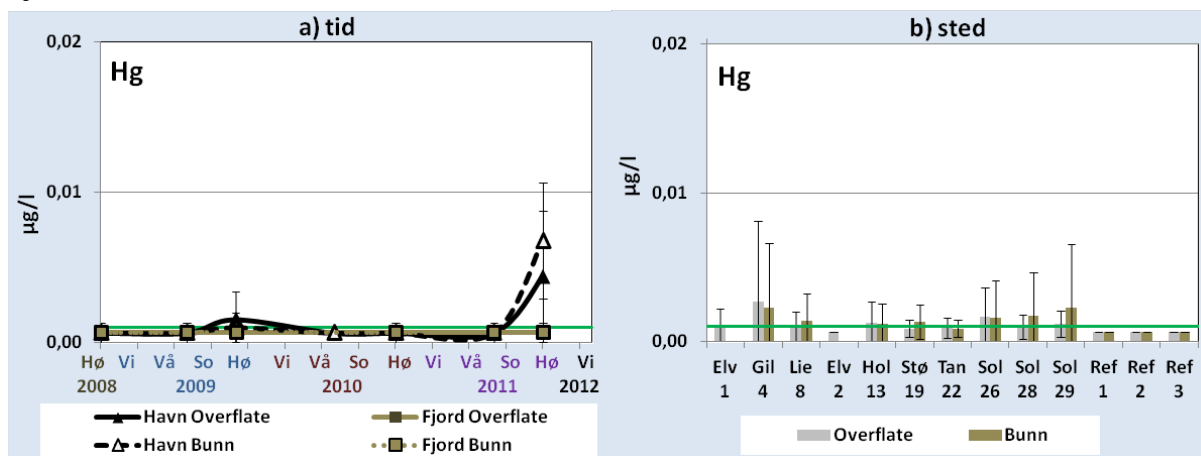 a) tid
0,02
Hg
0,01
µg/l
0,00
Hø Vi Vå So Hø Vi Vå So Hø Vi Vå So Hø Vi
2008 2009 2010 2011 2012
Havn Overflate Fjord Overflate
Havn Bunn Fjord Bunn
b) sted
0,02
Hg
0,01
µg/l
0,00
Elv Gil Lie Elv Hol Stø Tan Sol Sol Sol Ref Ref Ref
1 4 8 2 13 19 22 26 28 29 1 2 3
Overflate Bunn